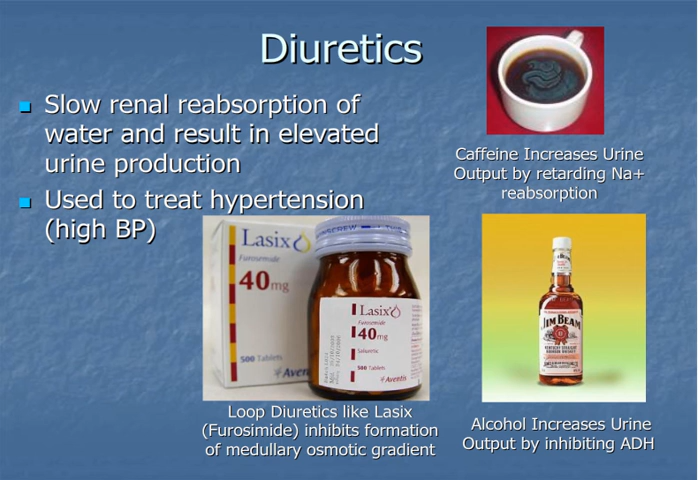 Diuretics
Slow renal reabsorption of
water and result in elevated
urine production
Used to treat hypertension
(high BP)
Caffeine Increases Urine
Output by retarding Na+
reabsorption
Lasix
Furosemide
40mg
500 Tablets
Aventis
Lasix
Furosemide
40mg
Saluretic
500 Tablets
Aventis
JIM BEAM
Loop Diuretics like Lasix
(Furosimide) inhibits formation
of medullary osmotic gradient
Alcohol Increases Urine
Output by inhibiting ADH